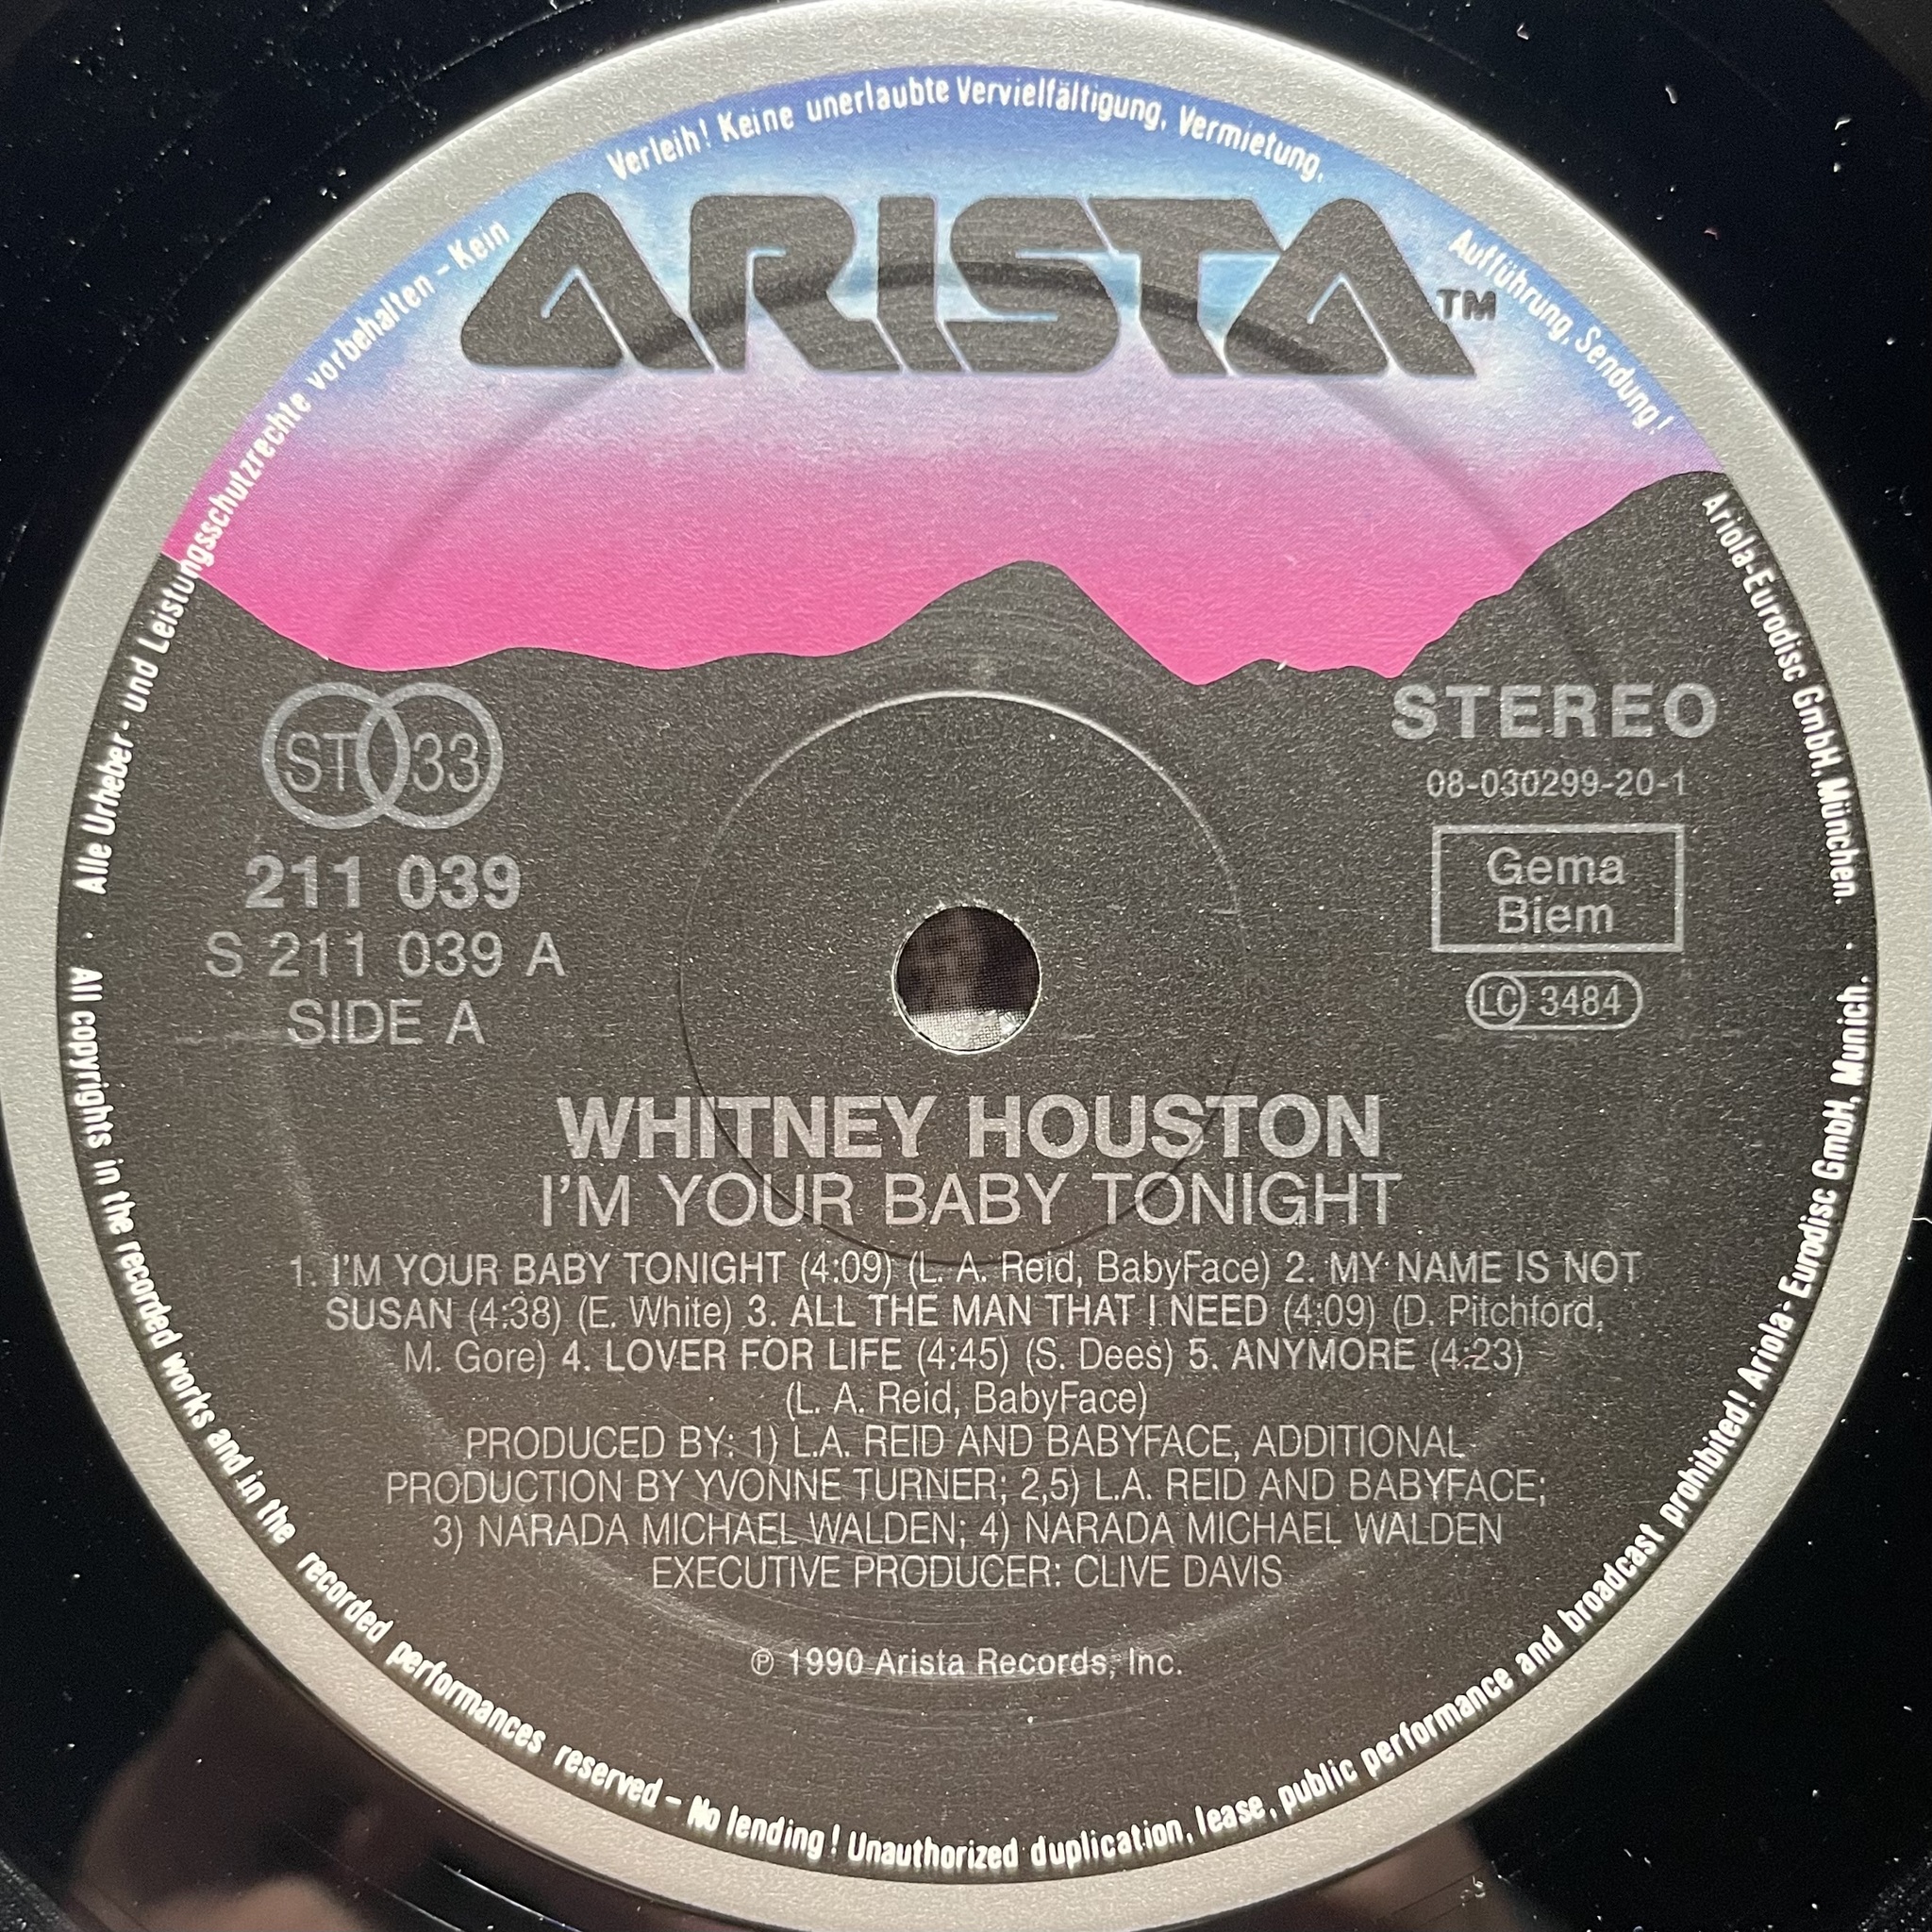 Alle Urheber- und Leistungsschutzrechte vorbehalten - Kein Verleih! Keine unerlaubte Vervielfältigung, Vermietung, Aufführung, Sendung! Ariola-Eurodisc GmbH, München
ARISTA™
ST 33
211 039
S 211 039 A
SIDE A
STEREO
08-030299-20-1
Gema
Biem
LC 3484
WHITNEY HOUSTON
I'M YOUR BABY TONIGHT
1. I'M YOUR BABY TONIGHT (4:09) (L. A. Reid, BabyFace) 2. MY NAME IS NOT
SUSAN (4:38) (E. White) 3. ALL THE MAN THAT I NEED (4:09) (D. Pitchford,
M. Gore) 4. LOVER FOR LIFE (4:45) (S. Dees) 5. ANYMORE (4:23)
(L. A. Reid, BabyFace)
PRODUCED BY: 1) L.A. REID AND BABYFACE, ADDITIONAL
PRODUCTION BY YVONNE TURNER; 2,5) L.A. REID AND BABYFACE;
3) NARADA MICHAEL WALDEN; 4) NARADA MICHAEL WALDEN
EXECUTIVE PRODUCER: CLIVE DAVIS
℗ 1990 Arista Records, Inc.
All copyrights in the recorded works and in the recorded performances reserved - No lending! Unauthorized duplication, lease, public performance and broadcast prohibited! Ariola-Eurodisc GmbH, Munich.